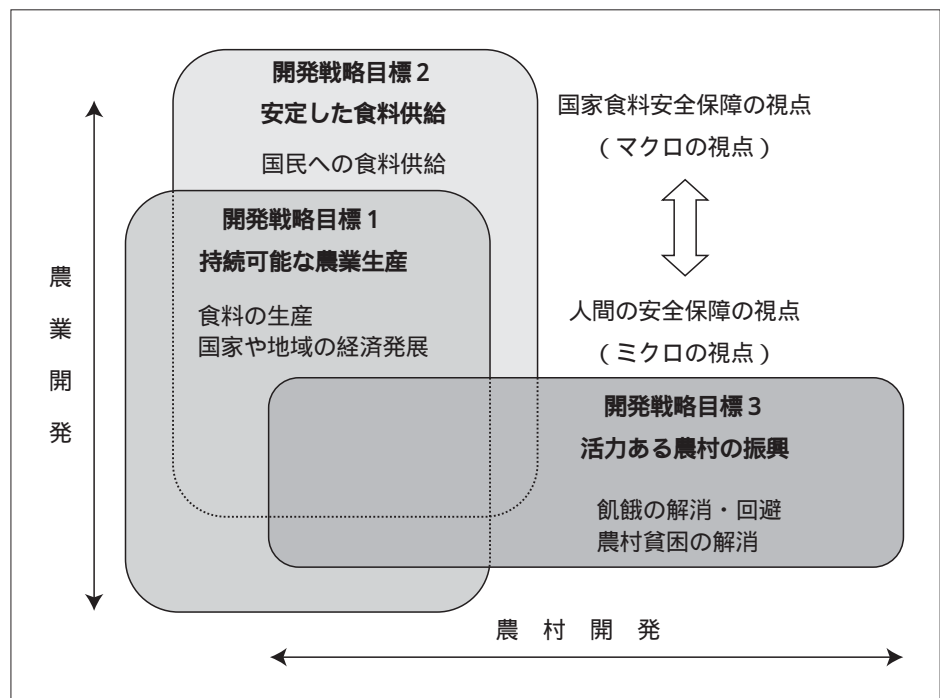 開発戦略目標 2
安定した食料供給
国民への食料供給
国家食料安全保障の視点
（マクロの視点）
開発戦略目標 1
持続可能な農業生産
食料の生産
国家や地域の経済発展
人間の安全保障の視点
（ミクロの視点）
開発戦略目標 3
活力ある農村の振興
飢餓の解消・回避
農村貧困の解消
農業開発
農村開発